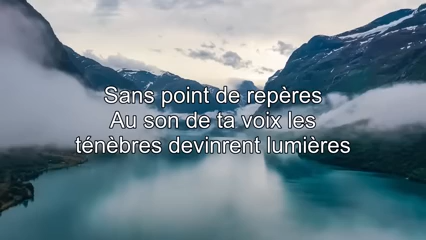 Sans point de repères
Au son de ta voix les
ténèbres devinrent lumières